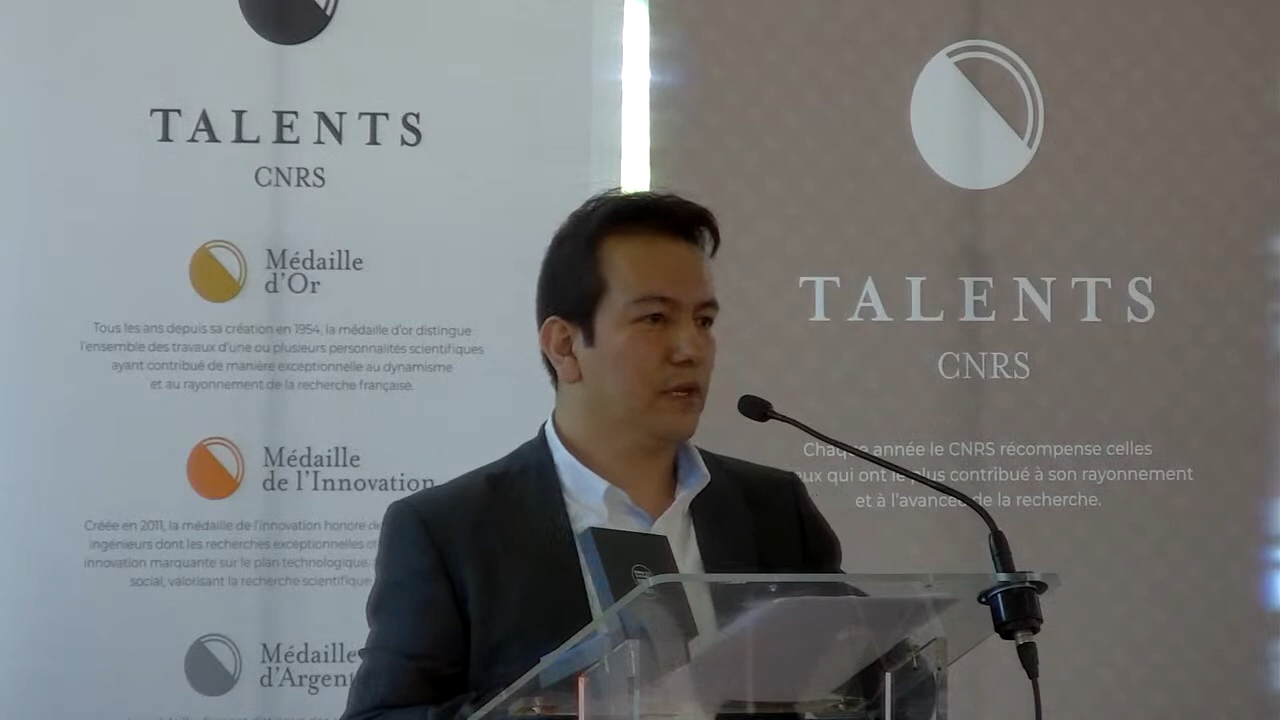 TALENTS
CNRS
Médaille
d'Or
Tous les ans depuis sa création en 1954, la médaille d'or distingue
l'ensemble des travaux d'une ou plusieurs personnalités scientifiques
ayant contribué de manière exceptionnelle au dynamisme
et au rayonnement de la recherche française.
Médaille
de l'Innovation
Créée en 2011, la médaille de l'innovation honore
ingénieurs dont les recherches exceptionnelles
innovation marquante sur le plan technologique,
social, valorisant la recherche scientifique
Médaille
d'Argent
TALENTS
CNRS
Chaque année le CNRS récompense celles
qui ont le plus contribué à son rayonnement
et à l'avancée de la recherche.